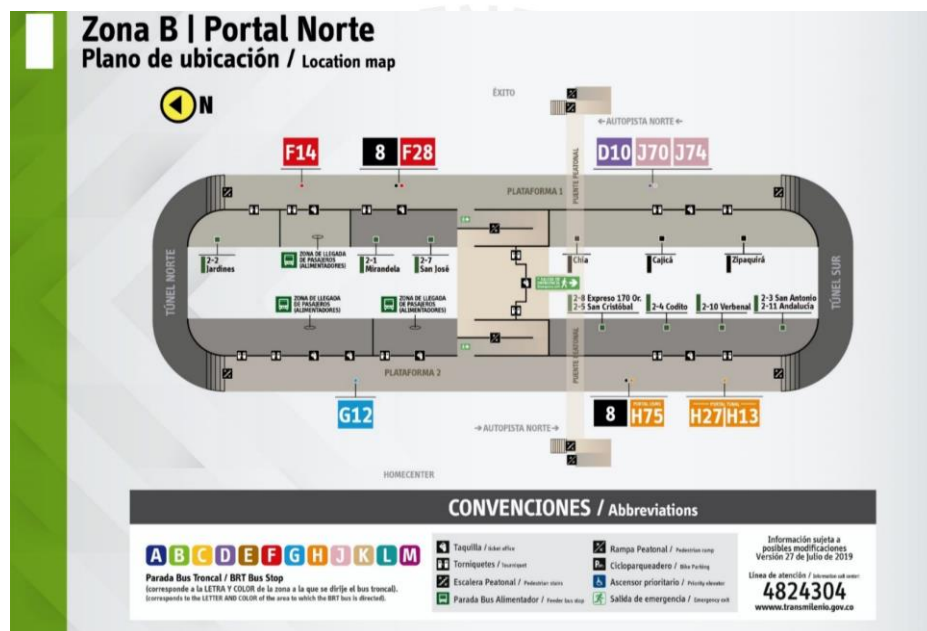 Zona B | Portal Norte
Plano de ubicación / Location map
N
ÉXITO
←AUTOPISTA NORTE←
F14
8 F28
D10 J70 J74
PLATAFORMA 1
PUENTE PEATONAL
TÚNEL NORTE
TÚNEL SUR
2-2
Jardines
ZONA DE LLEGADA
DE PASAJEROS
(ALIMENTADORES)
2-1
Mirandela
2-7
San José
Chía
Cajicá
Zipaquirá
ZONA DE LLEGADA
DE PASAJEROS
(ALIMENTADORES)
ZONA DE LLEGADA
DE PASAJEROS
(ALIMENTADORES)
2-8 Expreso 170 Or.
2-5 San Cristóbal
2-4 Codito
2-10 Verbenal
2-3 San Antonio
2-11 Andalucía
PLATAFORMA 2
PUENTE PEATONAL
G12
8 H75
PORTAL TUNAL
H27 H13
→AUTOPISTA NORTE→
HOMECENTER
CONVENCIONES / Abbreviations
A B C D E F G H J K L M
Parada Bus Troncal / BRT Bus Stop
(corresponde a la LETRA Y COLOR de la zona a la que se dirije el bus troncal).
(corresponds to the LETTER AND COLOR of the area to which the BRT bus is directed).
Taquilla / ticket office
Torniquetes / Tourniquet
Escalera Peatonal / Pedestrian stairs
Parada Bus Alimentador / Feeder bus stop
Rampa Peatonal / Pedestrian ramp
Cicloparqueadero / Bike Parking
Ascensor prioritario / Priority elevator
Salida de emergencia / Emergency exit
Información sujeta a
posibles modificaciones
Versión 27 de Julio de 2019
Línea de atención / Information call center:
4824304
wwww.transmilenio.gov.co